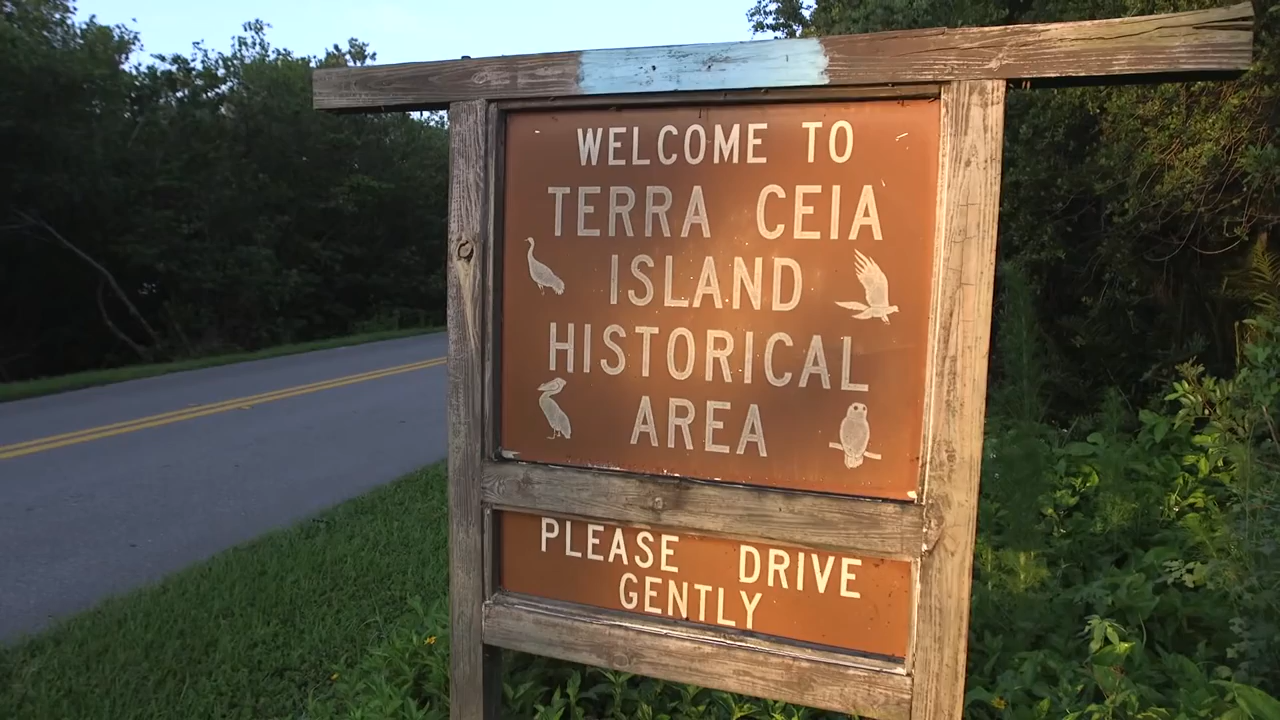 WELCOME TO
TERRA CEIA
ISLAND
HISTORICAL
AREA
PLEASE DRIVE
GENTLY